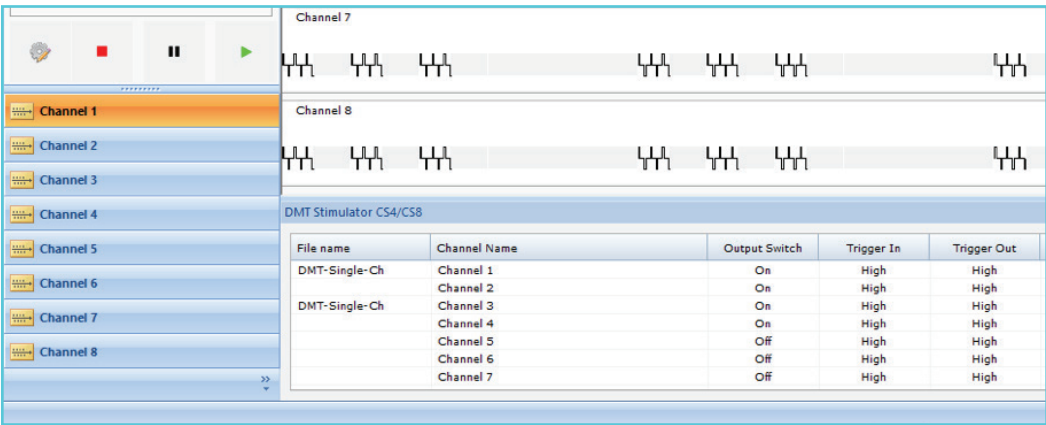 Channel 7
Channel 1
Channel 8
Channel 2
Channel 3
Channel 4
Channel 5
Channel 6
Channel 7
Channel 8
DMT Stimulator CS4/CS8
File name Channel Name Output Switch Trigger In Trigger Out
DMT-Single-Ch Channel 1 On High High
Channel 2 On High High
DMT-Single-Ch Channel 3 On High High
Channel 4 On High High
Channel 5 Off High High
Channel 6 Off High High
Channel 7 Off High High